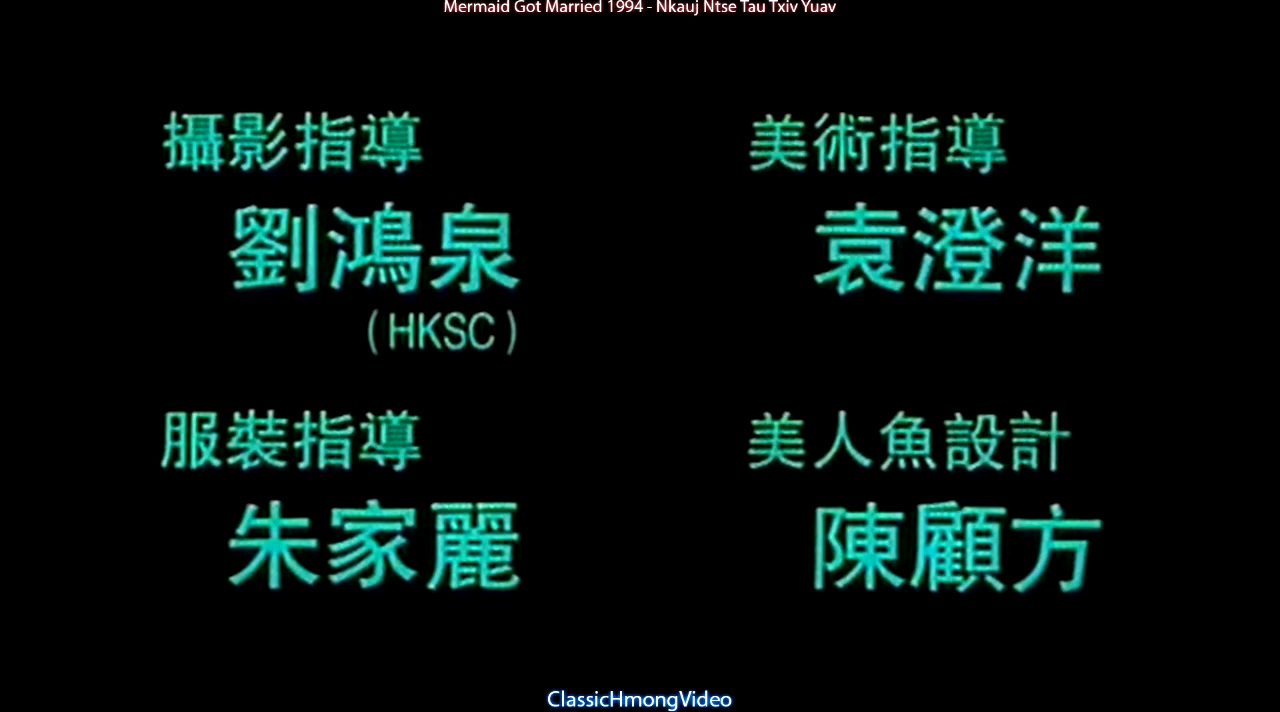 Mermaid Got Married 1994 - Nkauj Ntse Tau Txiv Yuav
攝影指導
劉鴻泉
(HKSC)
美術指導
袁澄洋
服裝指導
朱家麗
美人魚設計
陳顧方
ClassicHmongVideo